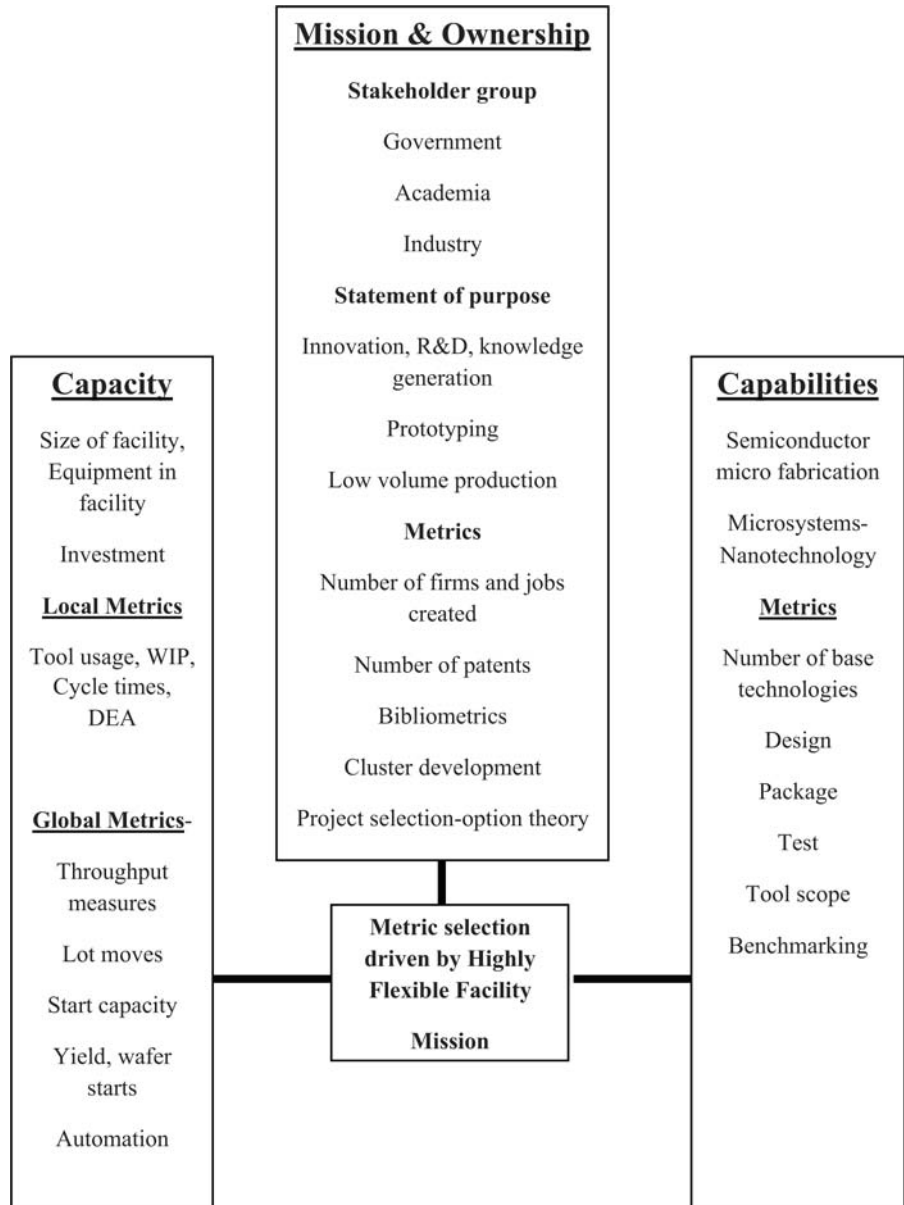 Mission & Ownership
Stakeholder group
Government
Academia
Industry
Statement of purpose
Innovation, R&D, knowledge
generation
Prototyping
Low volume production
Metrics
Number of firms and jobs
created
Number of patents
Bibliometrics
Cluster development
Project selection-option theory
Capacity
Size of facility,
Equipment in
facility
Investment
Local Metrics
Tool usage, WIP,
Cycle times,
DEA
Global Metrics-
Throughput
measures
Lot moves
Start capacity
Yield, wafer
starts
Automation
Metric selection
driven by Highly
Flexible Facility
Mission
Capabilities
Semiconductor
micro fabrication
Microsystems-
Nanotechnology
Metrics
Number of base
technologies
Design
Package
Test
Tool scope
Benchmarking